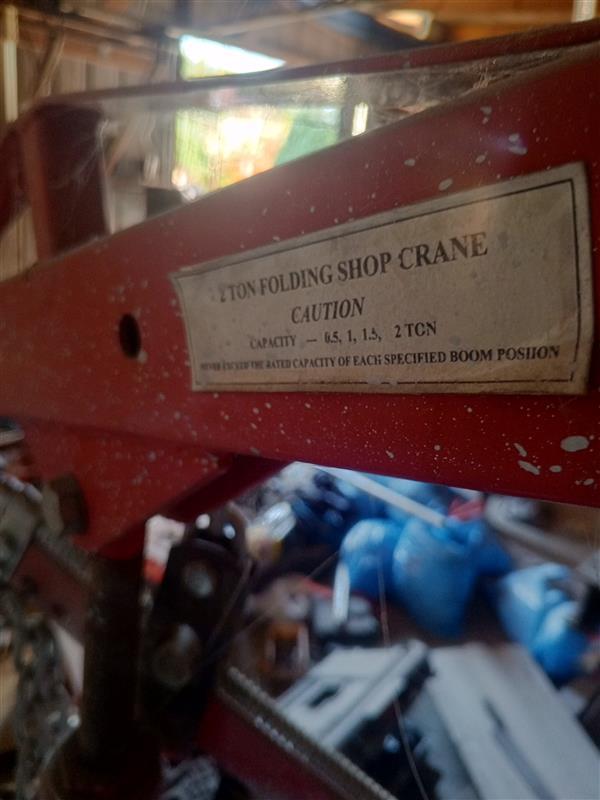 2 TON FOLDING SHOP CRANE
CAUTION
CAPACITY — 0.5, 1, 1.5, 2 TON
NEVER EXCEED THE RATED CAPACITY OF EACH SPECIFIED BOOM POSITION